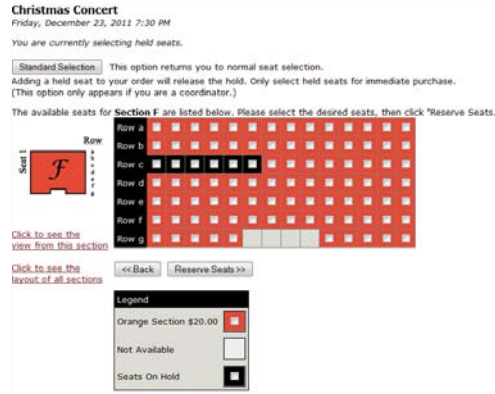 Christmas Concert
Friday, December 23, 2011 7:30 PM
You are currently selecting held seats.
Standard Selection This option returns you to normal seat selection.
Adding a held seat to your order will release the hold. Only select held seats for immediate purchase.
(This option only appears if you are a coordinator.)
The available seats for Section F are listed below. Please select the desired seats, then click "Reserve Seats.
Row
Seat 1
F
a
b
c
d
e
f
g
Row a
Row b
Row c
Row d
Row e
Row f
Row g
Click to see the
view from this section
Click to see the
layout of all sections
<< Back Reserve Seats >>
Legend
Orange Section $20.00
Not Available
Seats On Hold